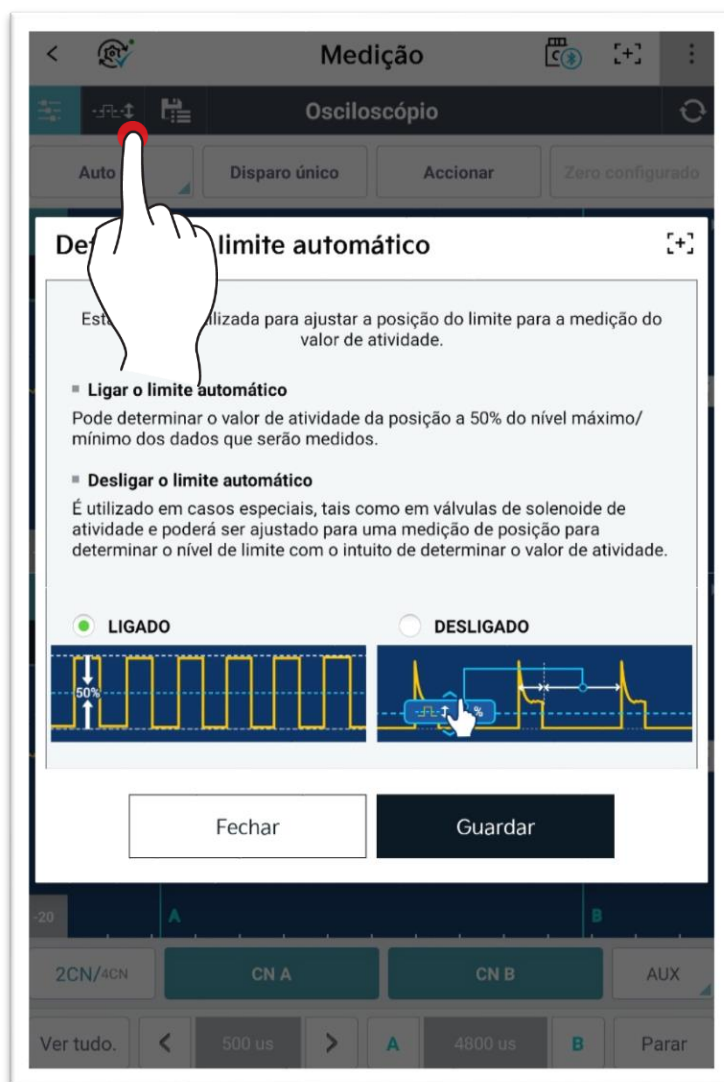 Medição
Osciloscópio
Auto
Disparo único
Accionar
Zero configurado
limite automático
[+]
ilizada para ajustar a posição do limite para a medição do
valor de atividade.
Ligar o limite automático
Pode determinar o valor de atividade da posição a 50% do nível máximo/
mínimo dos dados que serão medidos.
Desligar o limite automático
É utilizado em casos especiais, tais como em válvulas de solenoide de
atividade e poderá ser ajustado para uma medição de posição para
determinar o nível de limite com o intuito de determinar o valor de atividade.
LIGADO
DESLIGADO
50%
%
Fechar
Guardar
-20
A
B
2CN/4CN
CN A
CN B
AUX
Ver tudo.
500 us
A
4800 us
B
Parar